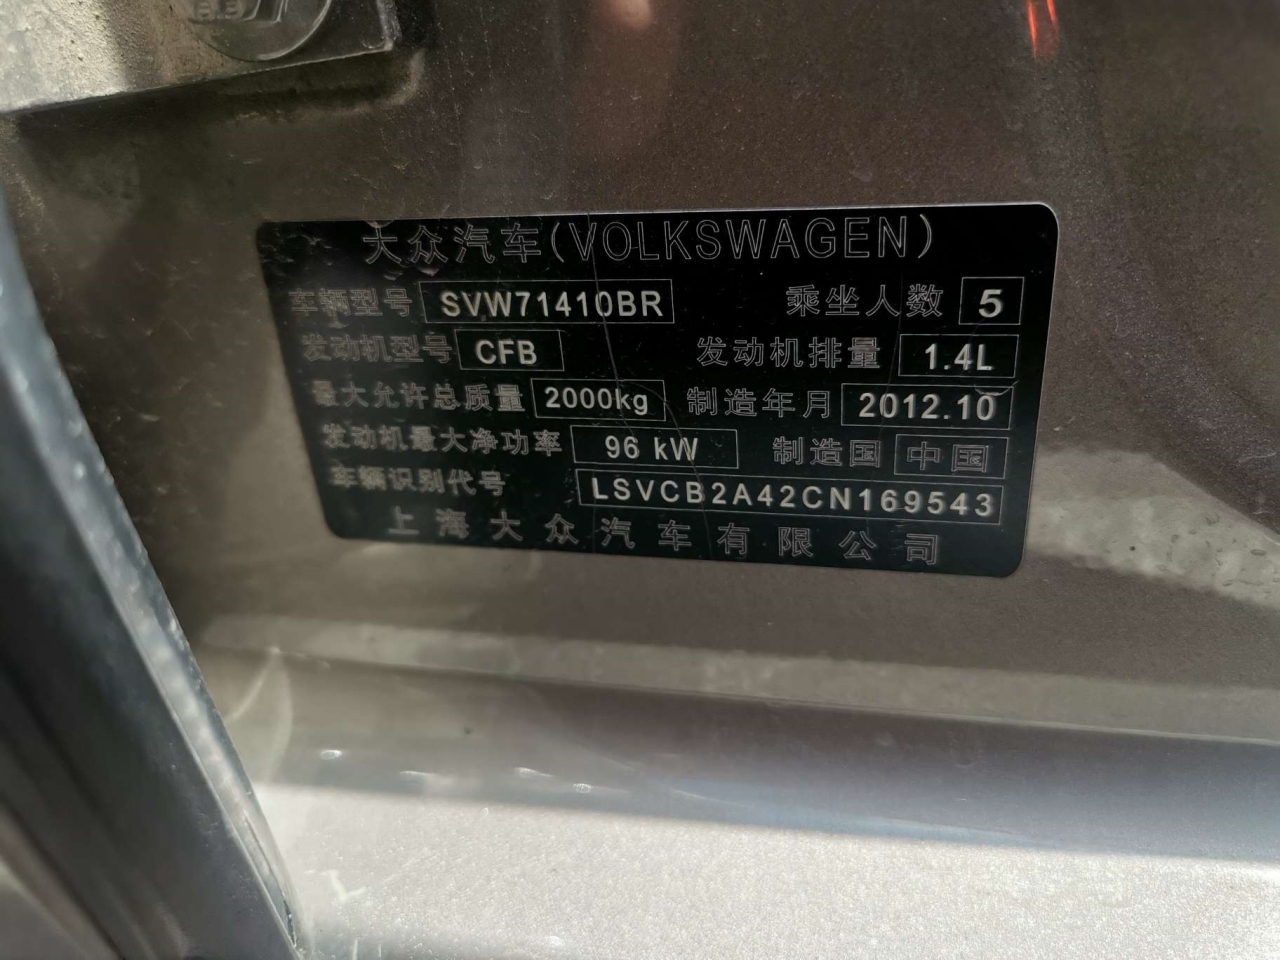 8.3
大众汽车(VOLKSWAGEN)
车辆型号 SVW71410BR 乘坐人数 5
发动机型号 CFB 发动机排量 1.4L
最大允许总质量 2000kg 制造年月 2012.10
发动机最大净功率 96 kW 制造国 中国
车辆识别代号 LSVCB2A42CN169543
上海大众汽车有限公司